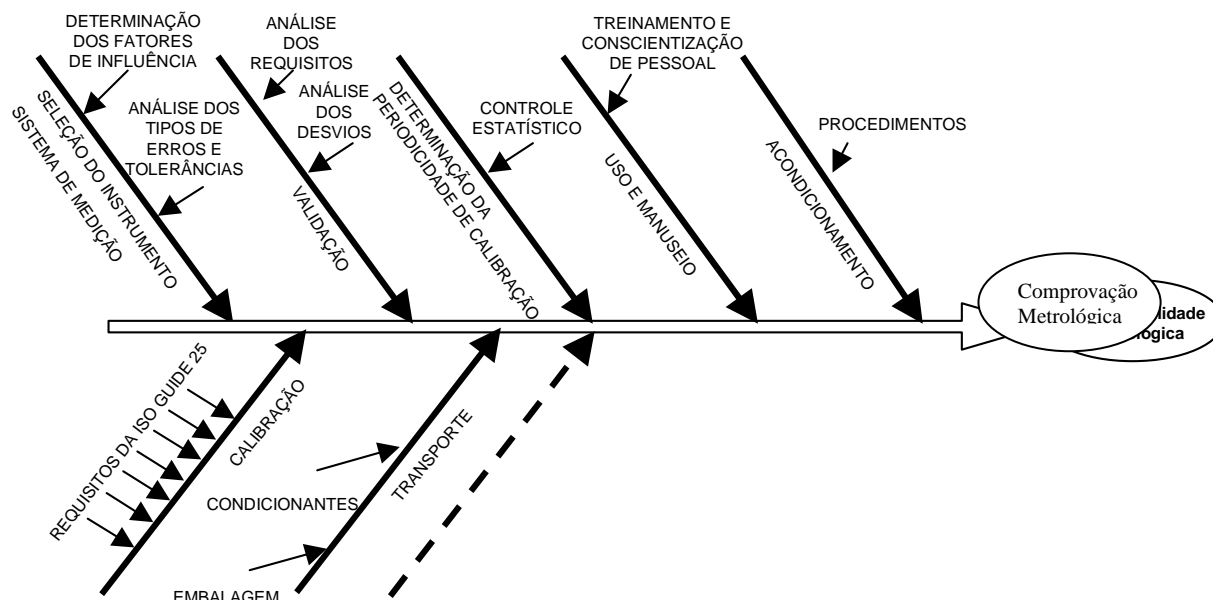 DETERMINAÇÃO
DOS FATORES
DE INFLUÊNCIA
ANÁLISE DOS
TIPOS DE
ERROS E
TOLERÂNCIAS
SELEÇÃO DO INSTRUMENTO
SISTEMA DE MEDIÇÃO
ANÁLISE
DOS
REQUISITOS
ANÁLISE
DOS
DESVIOS
VALIDAÇÃO
CONTROLE
ESTATÍSTICO
DETERMINAÇÃO DA
PERIODICIDADE DE CALIBRAÇÃO
TREINAMENTO E
CONSCIENTIZAÇÃO
DE PESSOAL
USO E MANUSEIO
PROCEDIMENTOS
ACONDICIONAMENTO
Comprovação
Metrológica
lidade
lógica
REQUISITOS DA ISO GUIDE 25
CALIBRAÇÃO
CONDICIONANTES
TRANSPORTE
EMBALAGEM